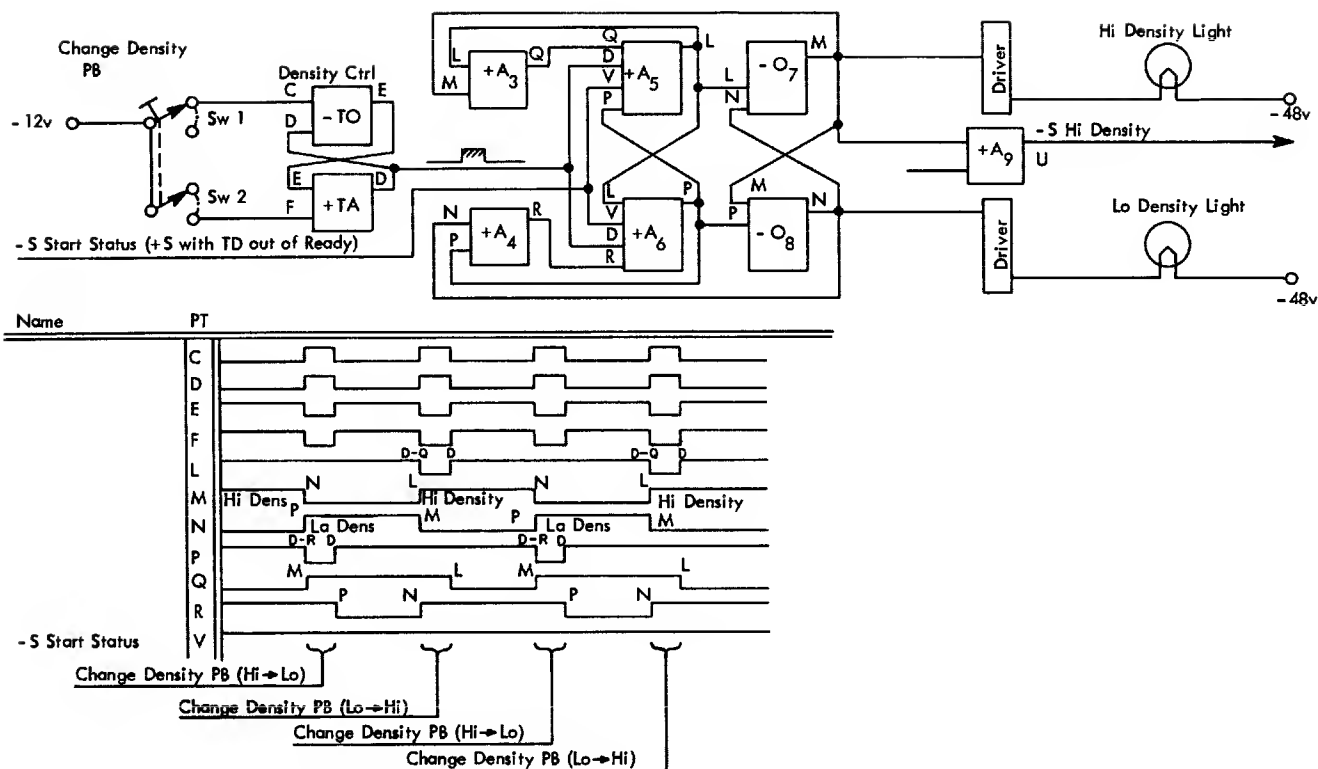 Change Density
PB
- 12v
Sw 1
Sw 2
Density Ctrl
C
- TO
E
D
E
+ TA
D
F
- S Start Status (+ S with TD out of Ready)
L
M
+ A3
Q
Q
D
V
P
+ A5
L
L
N
- O7
M
N
P
+ A4
R
L
V
D
R
+ A6
P
M
P
- O8
N
Driver
Hi Density Light
- 48v
+ A9
- S Hi Density
U
Lo Density Light
Driver
- 48v
Name PT
C
D
E
F
D-Q D D-Q D
L
N L N L
M Hi Dens Hi Density Hi Density
P M P M
N La Dens La Dens
D-R D D-R D
P
M L M L
Q
P N P N
R
- S Start Status V
Change Density PB (Hi→Lo)
Change Density PB (Lo→Hi)
Change Density PB (Hi→Lo)
Change Density PB (Lo→Hi)